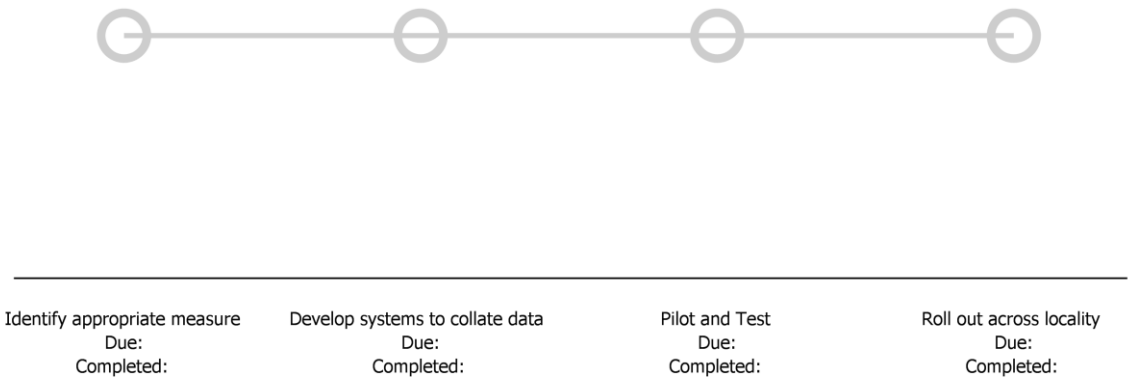 Identify appropriate measure
Due:
Completed:
Develop systems to collate data
Due:
Completed:
Pilot and Test
Due:
Completed:
Roll out across locality
Due:
Completed: